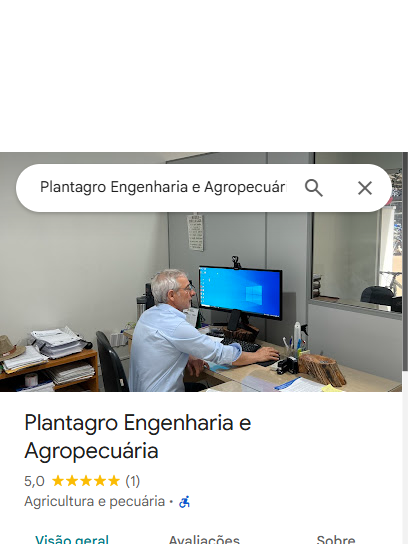 Plantagro Engenharia e Agropecuár
Plantagro Engenharia e
Agropecuária
5,0 (1)
Agricultura e pecuária ·
Visão geral Avaliações Sobre